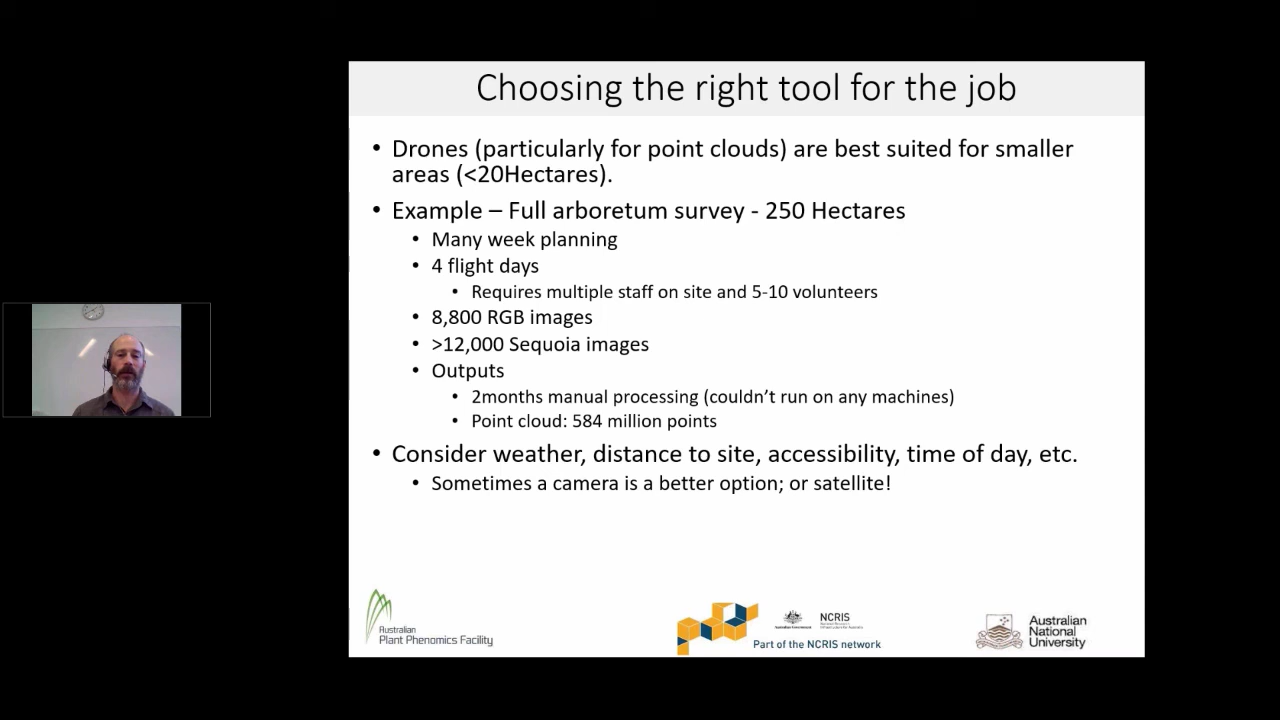 Choosing the right tool for the job
• Drones (particularly for point clouds) are best suited for smaller
areas (<20Hectares).
• Example – Full arboretum survey - 250 Hectares
• Many week planning
• 4 flight days
• Requires multiple staff on site and 5-10 volunteers
• 8,800 RGB images
• >12,000 Sequoia images
• Outputs
• 2months manual processing (couldn't run on any machines)
• Point cloud: 584 million points
• Consider weather, distance to site, accessibility, time of day, etc.
• Sometimes a camera is a better option; or satellite!
Australian
Plant Phenomics Facility
NCRIS
Part of the NCRIS network
Australian
National
University